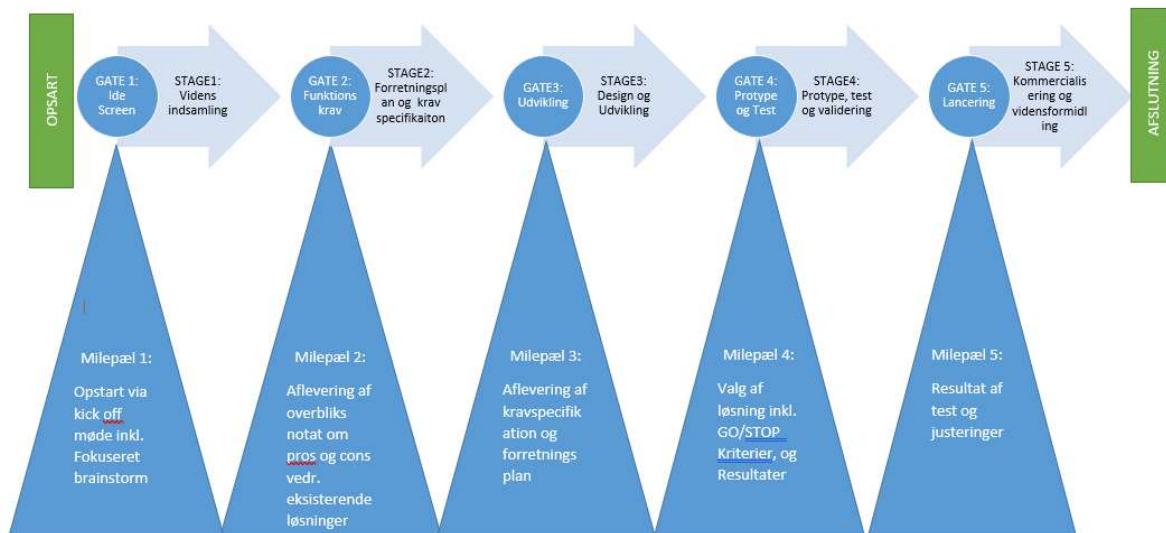 OPSART
GATE 1:
Ide
Screen
STAGE1:
Videns
indsamling
GATE 2:
Funktions
krav
STAGE2:
Forretningspl
an og krav
specifikaiton
GATE3:
Udvikling
STAGE3:
Design og
Udvikling
GATE 4:
Protype
og Test
STAGE4:
Protype, test
og validering
GATE 5:
Lancering
STAGE 5:
Kommercialis
ering og
vidensformidl
ing
AFSLUTNING
Milepæl 1:
Opstart via
kick off
møde inkl.
Fokuseret
brainstorm
Milepæl 2:
Aflevering af
overbliks
notat om
pros og cons
vedr.
eksisterende
løsninger
Milepæl 3:
Aflevering af
kravspecifik
ation og
forretnings
plan
Milepæl 4:
Valg af
løsning inkl.
GO/STOP
Kriterier, og
Resultater
Milepæl 5:
Resultat af
test og
justeringer